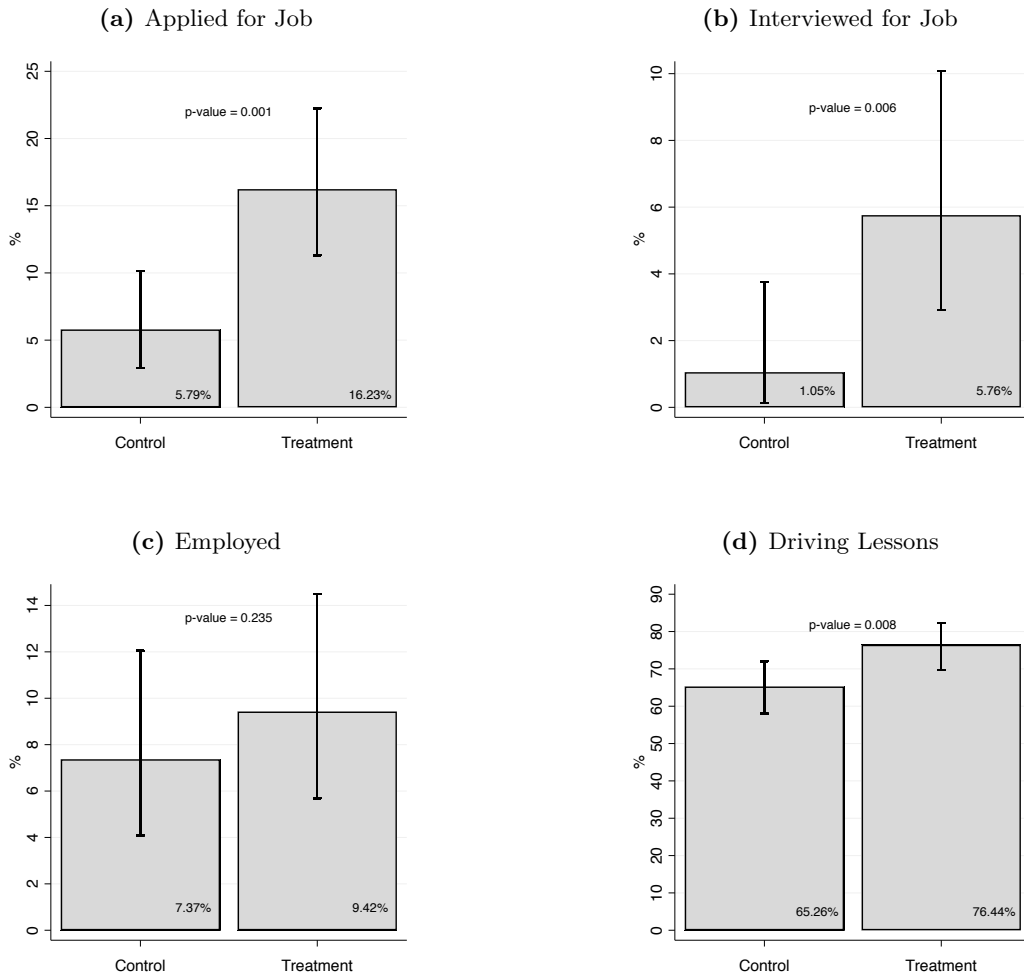 (a) Applied for Job
25
20
15
10
5
0
%
p-value = 0.001
5.79%
16.23%
Control
Treatment
(b) Interviewed for Job
10
8
6
4
2
0
%
p-value = 0.006
1.05%
5.76%
Control
Treatment
(c) Employed
14
12
10
8
6
4
2
0
%
p-value = 0.235
7.37%
9.42%
Control
Treatment
(d) Driving Lessons
90
80
70
60
50
40
30
20
10
0
%
p-value = 0.008
65.26%
76.44%
Control
Treatment